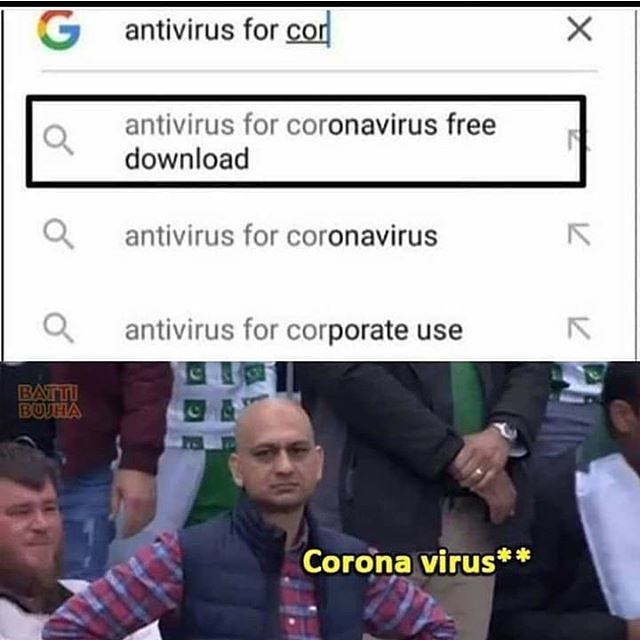 antivirus for cor
antivirus for coronavirus free
download
antivirus for coronavirus
antivirus for corporate use
BATTI
BUJHA
Corona virus**